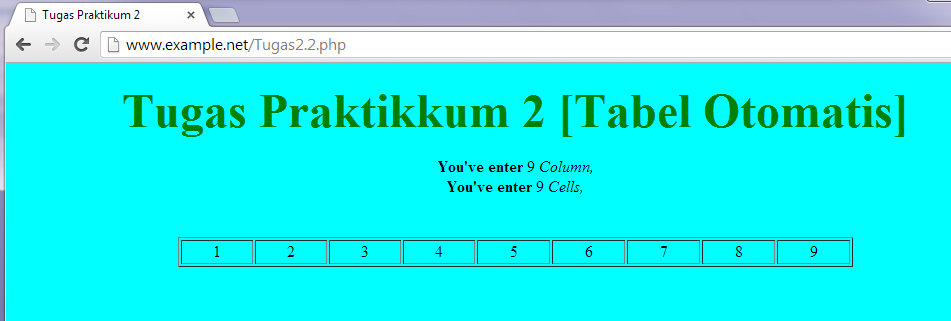 Tugas Praktikum 2
www.example.net/Tugas2.2.php
Tugas Praktikkum 2 [Tabel Otomatis]
You've enter 9 Column,
You've enter 9 Cells,
1 2 3 4 5 6 7 8 9